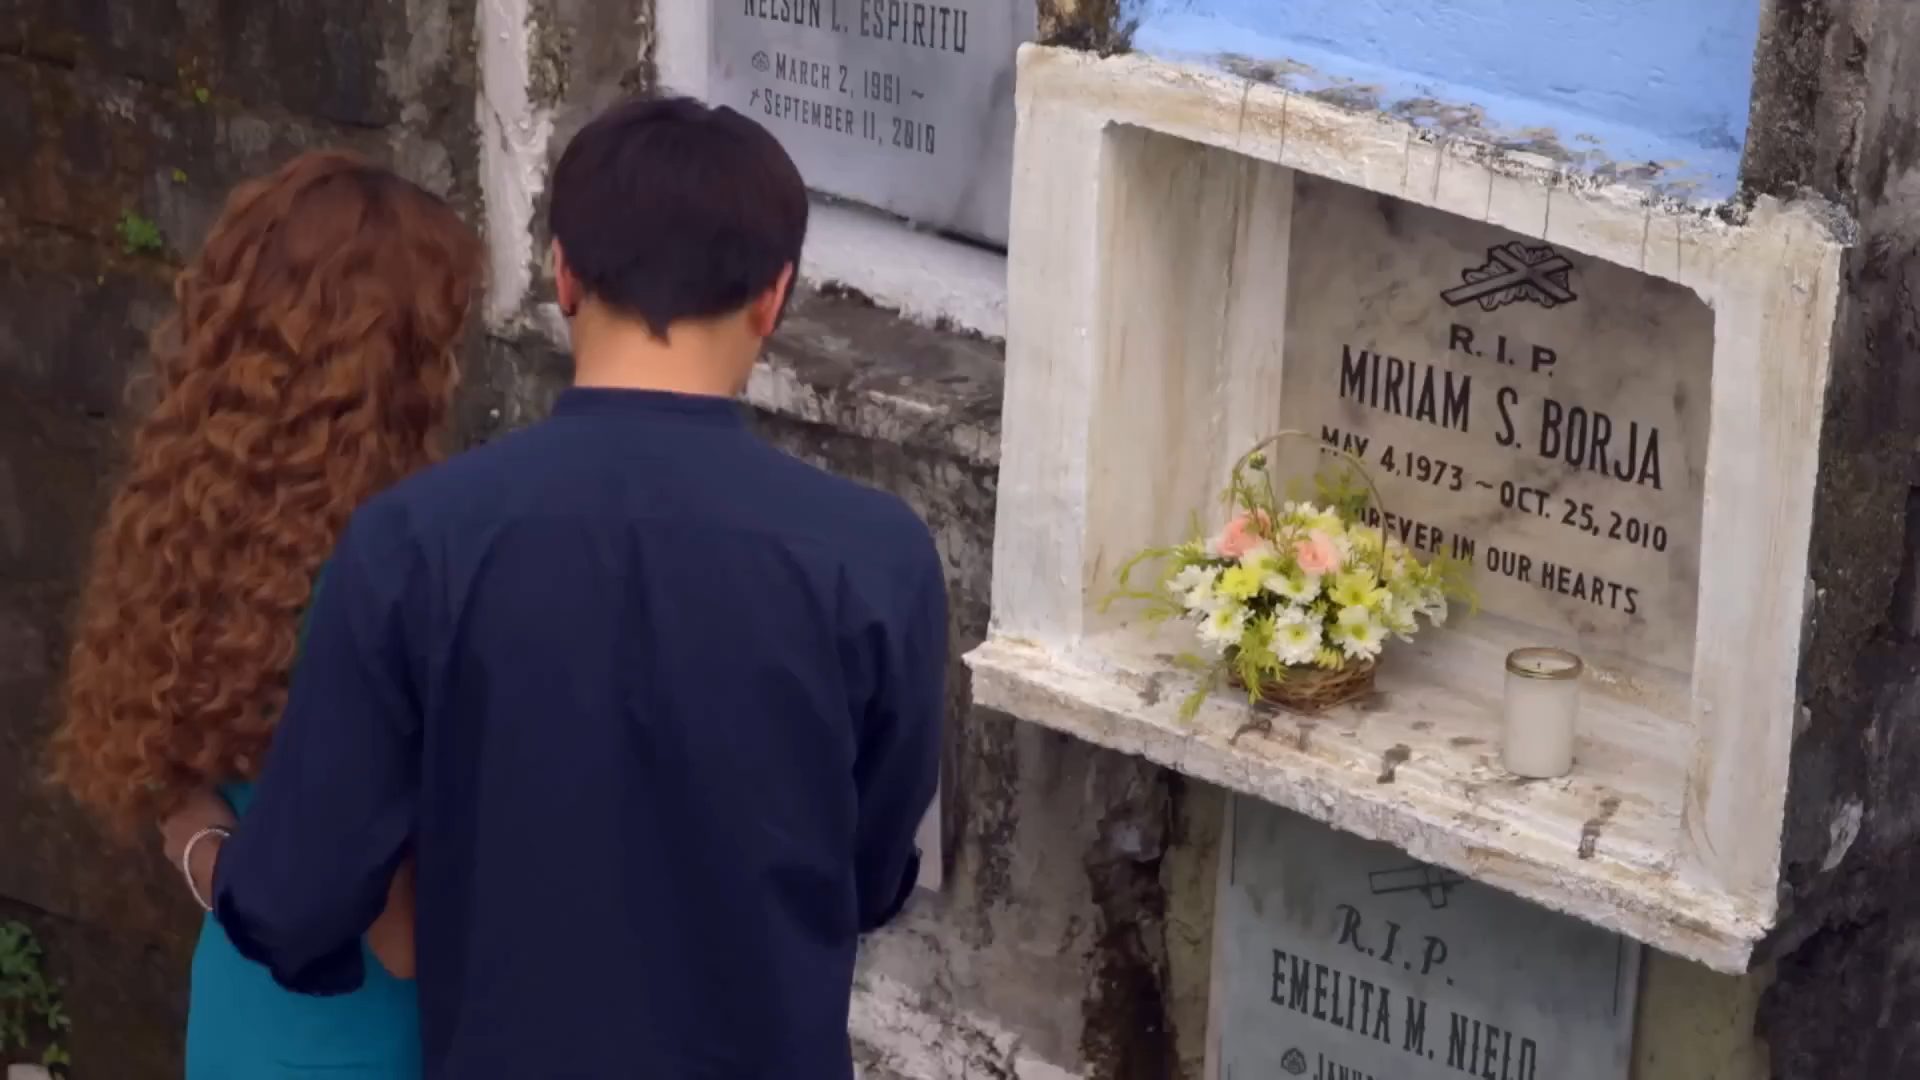 NELSON L. ESPIRITU
MARCH 2, 1961 ~
SEPTEMBER 11, 2010
R. I. P.
MIRIAM S. BORJA
MAY 4, 1973 ~ OCT. 25, 2010
FOREVER IN OUR HEARTS
R.I.P.
EMELITA M. NIELO